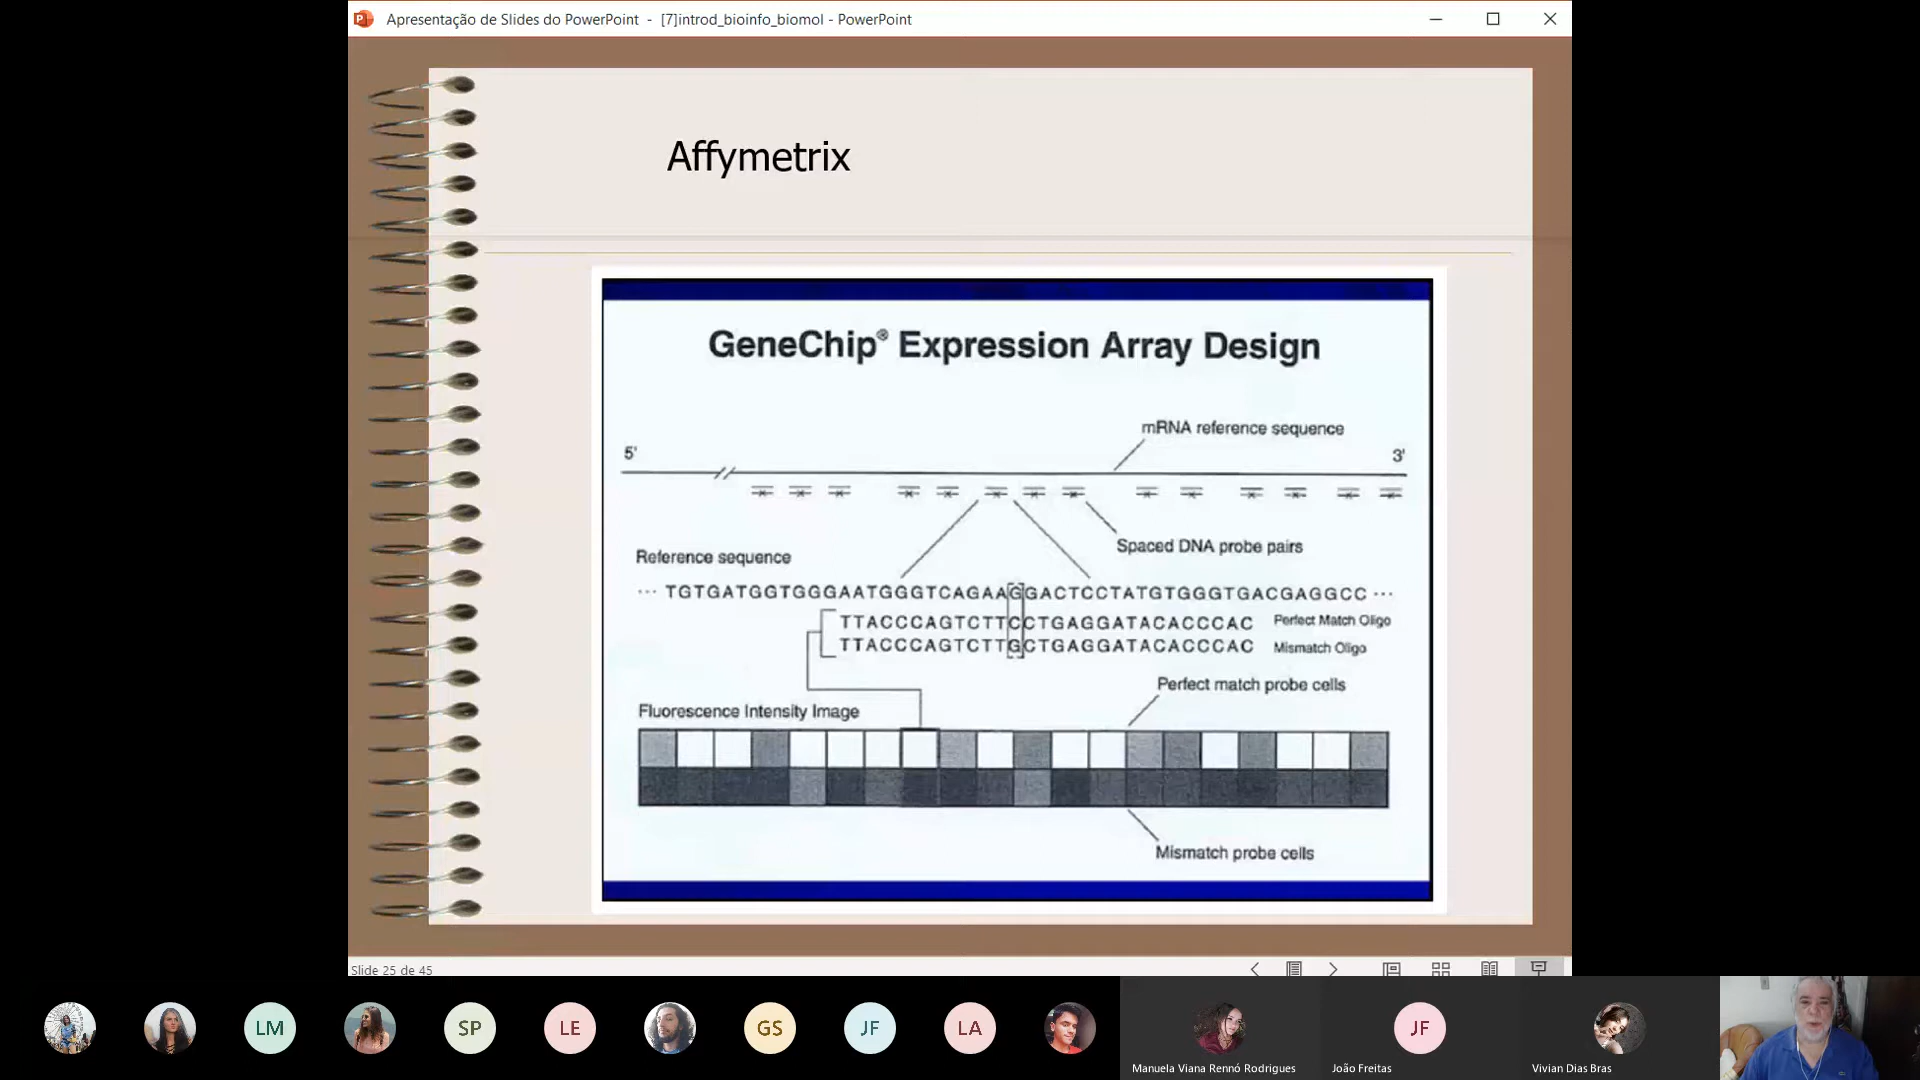 Apresentação de Slides do PowerPoint - [7]introd_bioinfo_biomol - PowerPoint
Affymetrix
GeneChip® Expression Array Design
mRNA reference sequence
5'
3'
Spaced DNA probe pairs
Reference sequence
··· TGTGATGGTGGGAATGGGTCAGAAGGACTCCTATGTGGGTGACGAGGCC ···
TTACCCAGTCTTCCTGAGGATACACCCAC Perfect Match Oligo
TTACCCAGTCTTGCTGAGGATACACCCAC Mismatch Oligo
Perfect match probe cells
Fluorescence Intensity Image
Mismatch probe cells
Slide 25 de 45
LM
SP
LE
GS
JF
LA
JF
Manuela Viana Rennó Rodrigues
João Freitas
Vivian Dias Bras